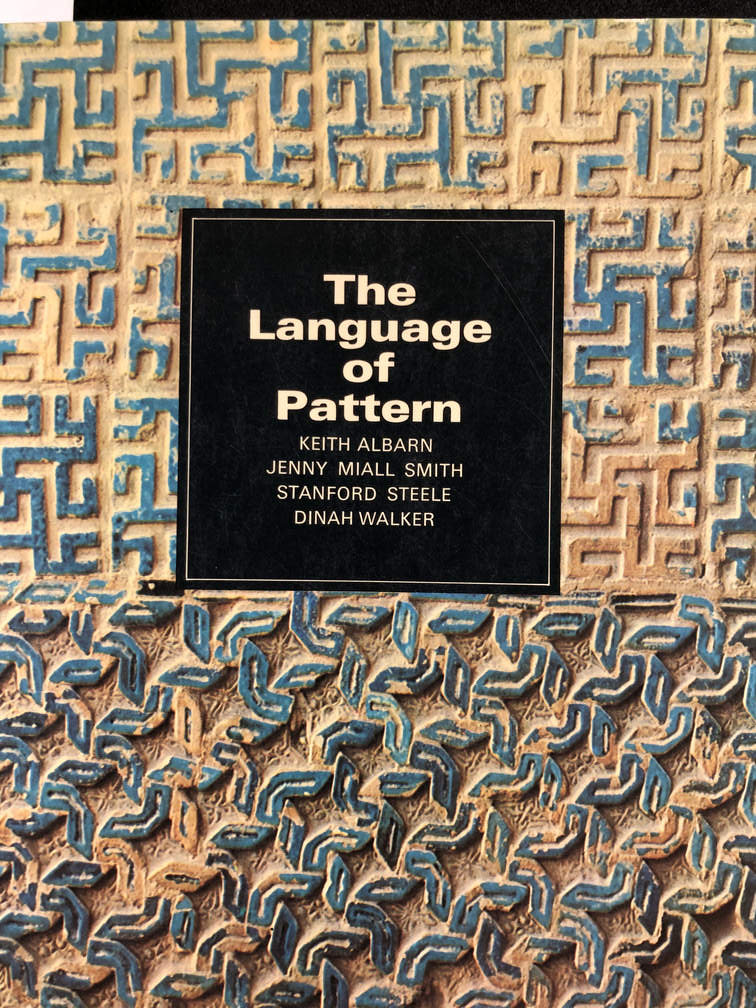 The
Language
of
Pattern
KEITH ALBARN
JENNY MIALL SMITH
STANFORD STEELE
DINAH WALKER